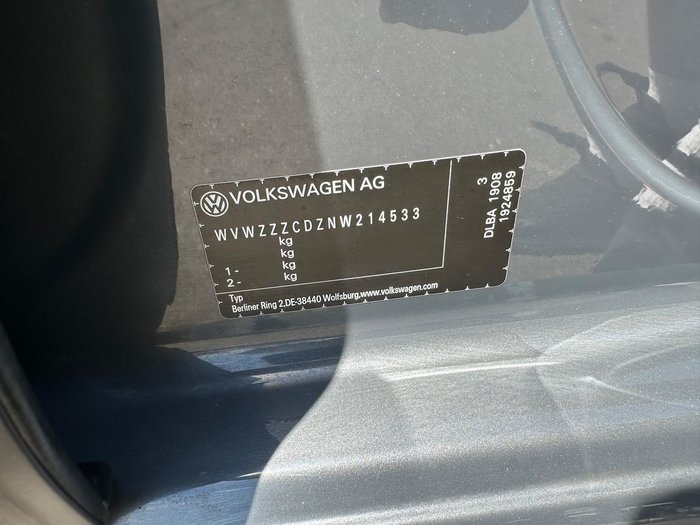 VOLKSWAGEN AG
WVWZZZCDZNW214533
kg
kg
1 - kg
2 - kg
Typ
Berliner Ring 2,DE-38440 Wolfsburg.www.volkswagen.com
3
DLBA 1908
1924859